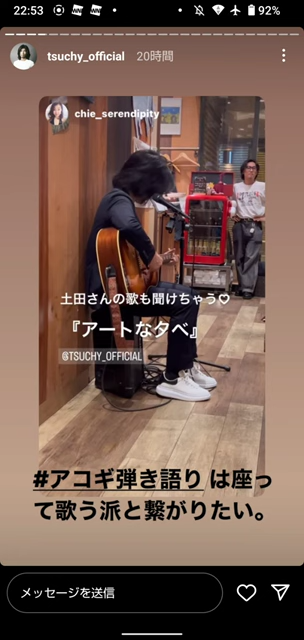 22:53
92%
tsuchy_official 20時間
chie_serendipity
土田さんの歌も聞けちゃう♡
『アートな夕べ』
@TSUCHY_OFFICIAL
#アコギ弾き語り は座っ
て歌う派と繋がりたい。
メッセージを送信